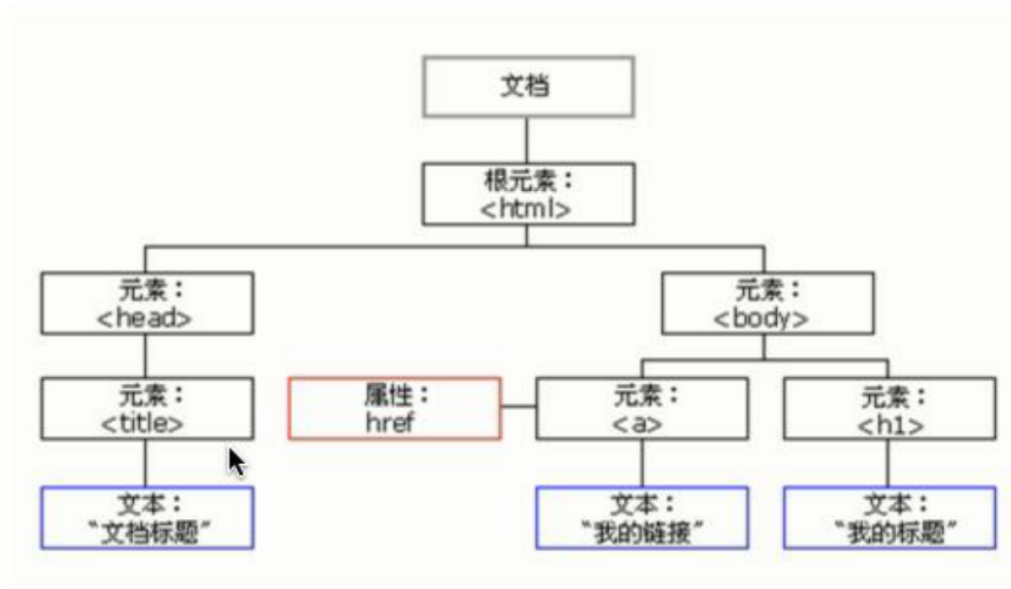 文档
根元素：
<html>
元素：
<head>
元素：
<body>
元素：
<title>
属性：
href
元素：
<a>
元素：
<h1>
文本：
“文档标题”
文本：
“我的链接”
文本：
“我的标题”